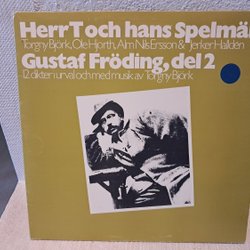 Herr T och hans Spelmä
Torgny Björk, Ole Hjorth, Alm Nils Ersson & Jerker Halldén
Gustaf Fröding, del 2
12 dikter i urval och med musik av Torgny Björk